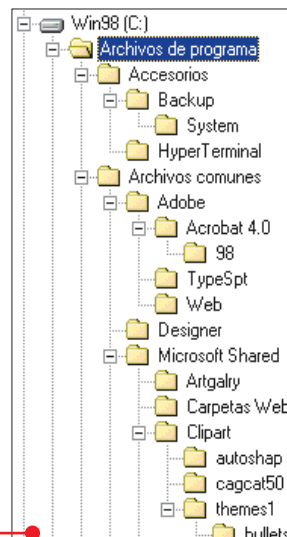 Win98 (C:)
Archivos de programa
Accesorios
Backup
System
HyperTerminal
Archivos comunes
Adobe
Acrobat 4.0
98
TypeSpt
Web
Designer
Microsoft Shared
Artgalry
Carpetas Web
Clipart
autoshap
cagcat50
themes1
bullets